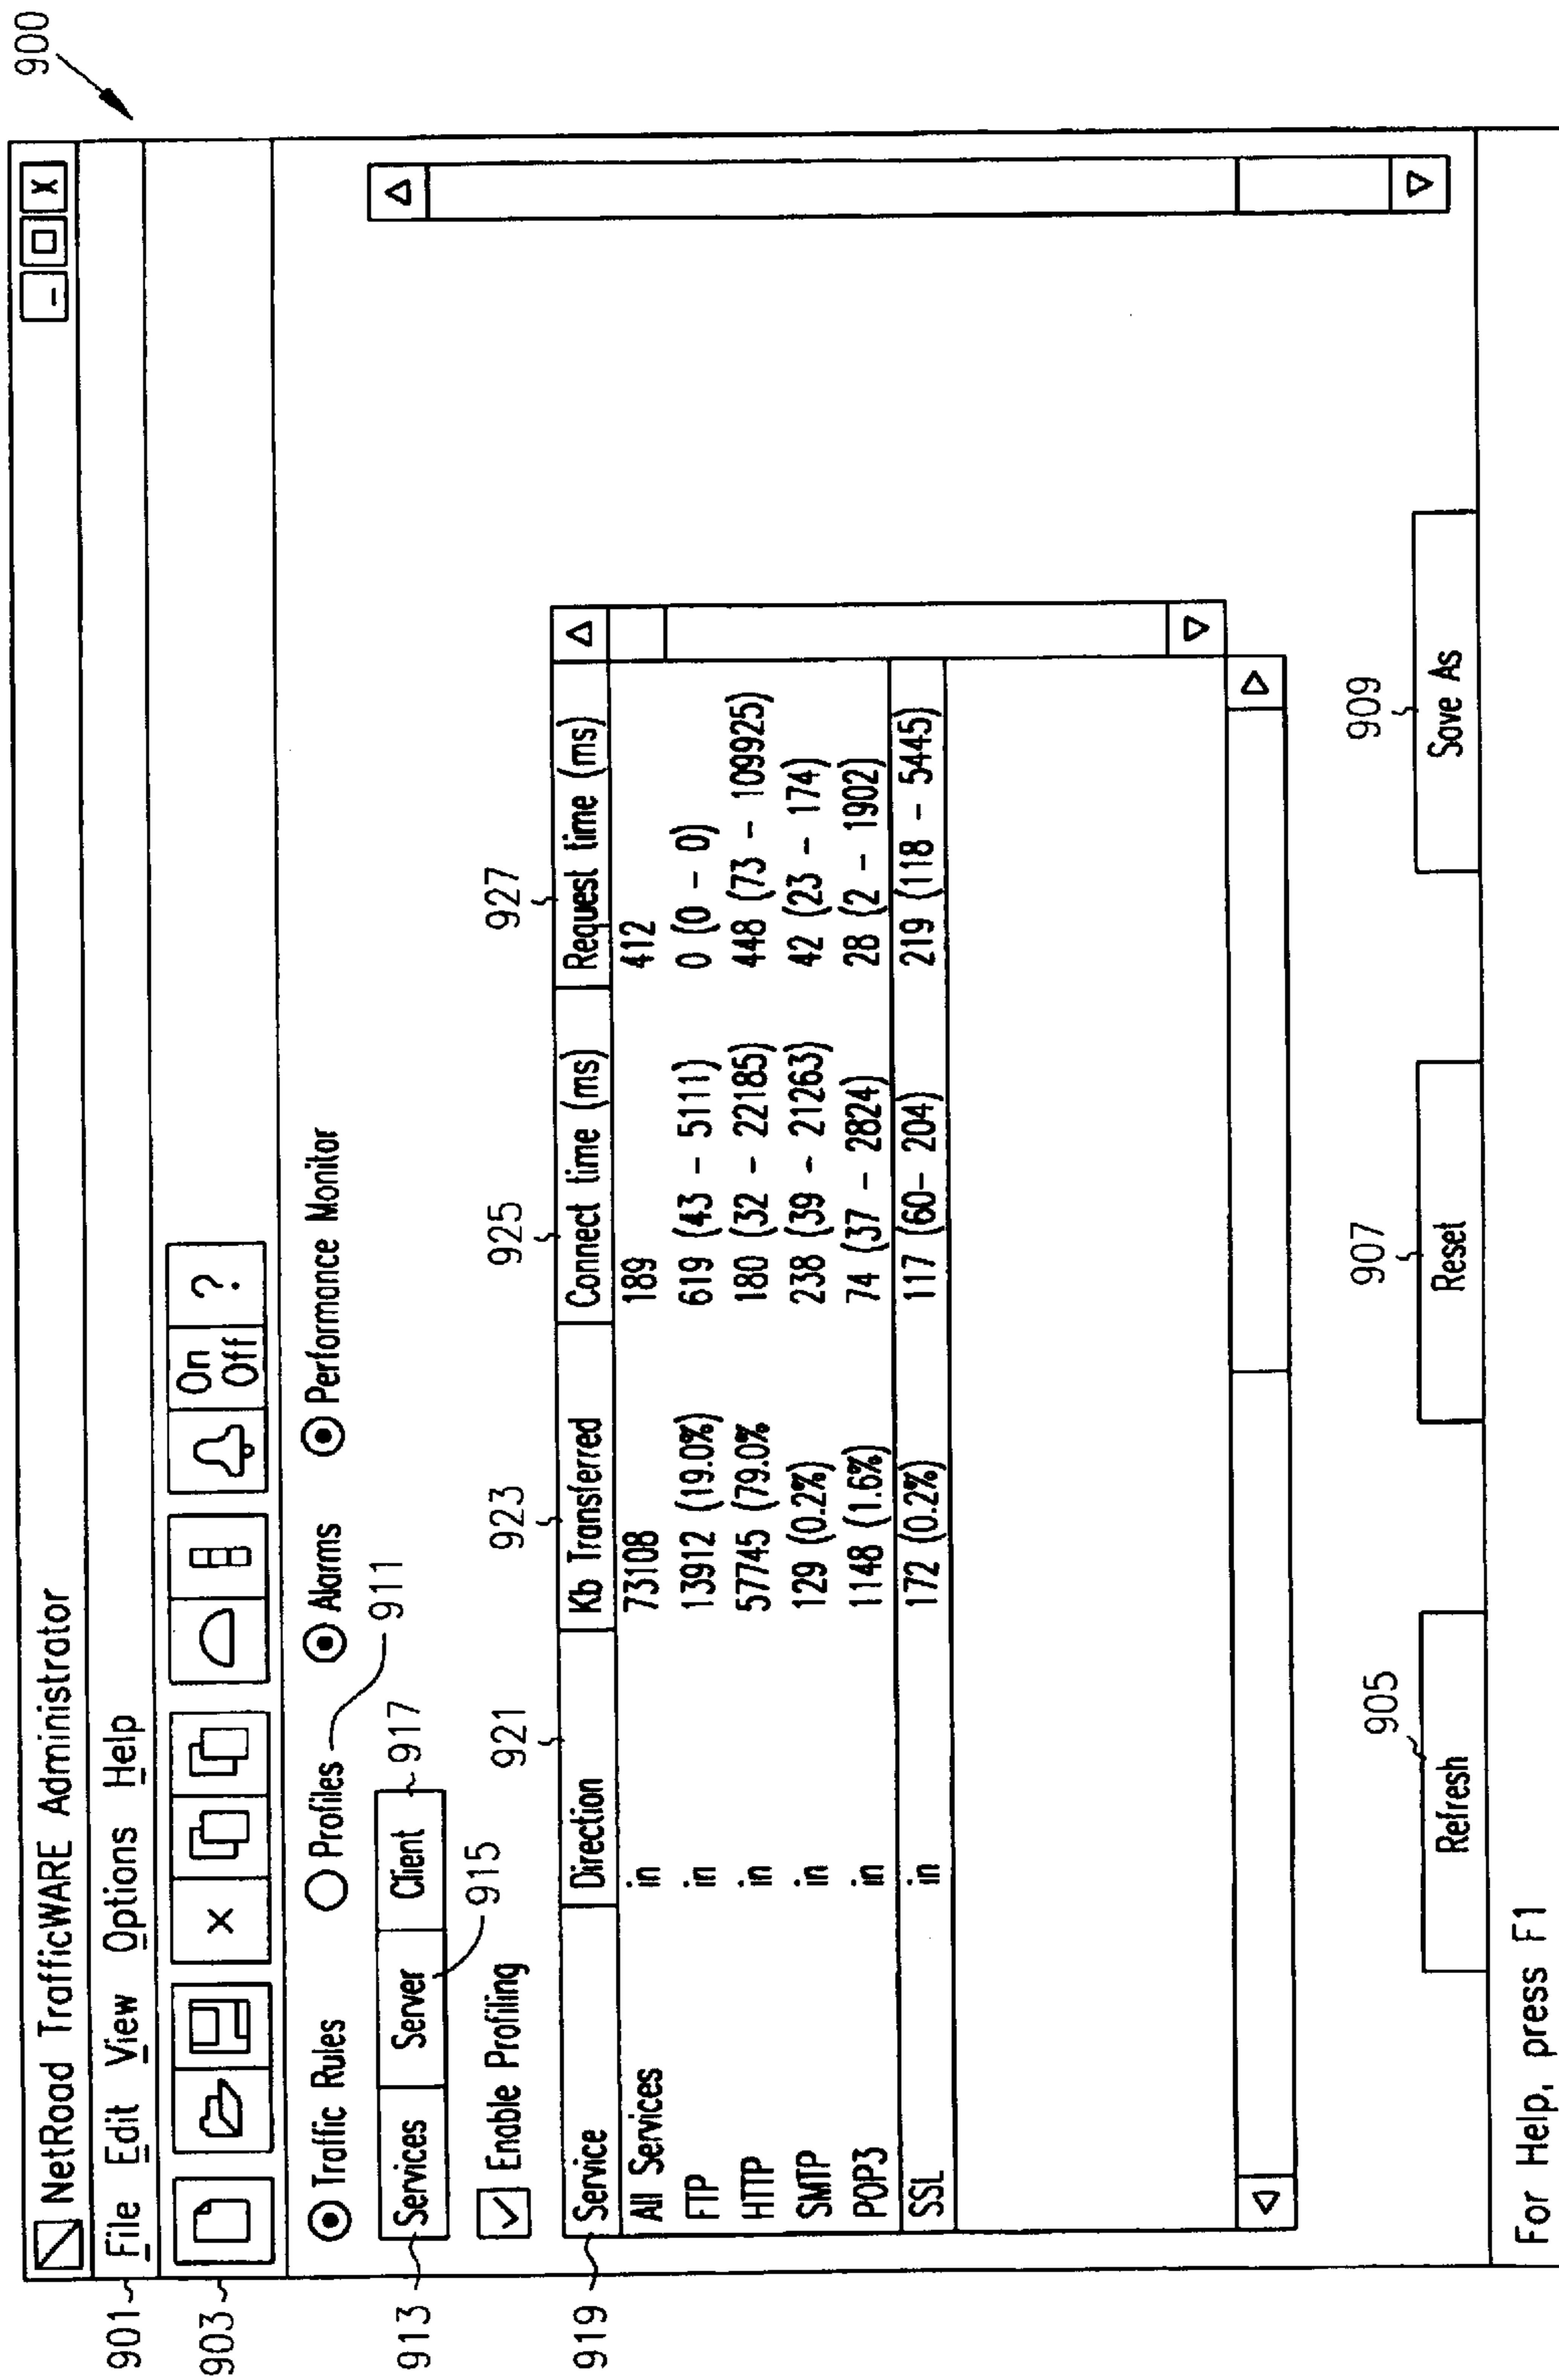 900
NetRoad TrafficWARE Administrator
_ X
901 File Edit View Options Help
903 X On Off ?
Traffic Rules Profiles Alarms Performance Monitor
911
913 Services Server Client 917
915
Enable Profiling
919 921 923 925 927
Service Direction Kb Transferred Connect time (ms) Request time (ms)
All Services in 73108 189 412
FTP in 13912 (19.0%) 619 (43 - 5111) 0 (0 - 0)
HTTP in 57745 (79.0% 180 (32 - 22185) 448 (73 - 109925)
SMTP in 129 (0.2%) 238 (39 - 21263) 42 (23 - 174)
POP3 in 1148 (1.6%) 74 (37 - 2824) 28 (2 - 1902)
SSL in 172 (0.2%) 117 (60- 204) 219 (118 - 5445)
905 907 909
Refresh Reset Save As
For Help, press F1